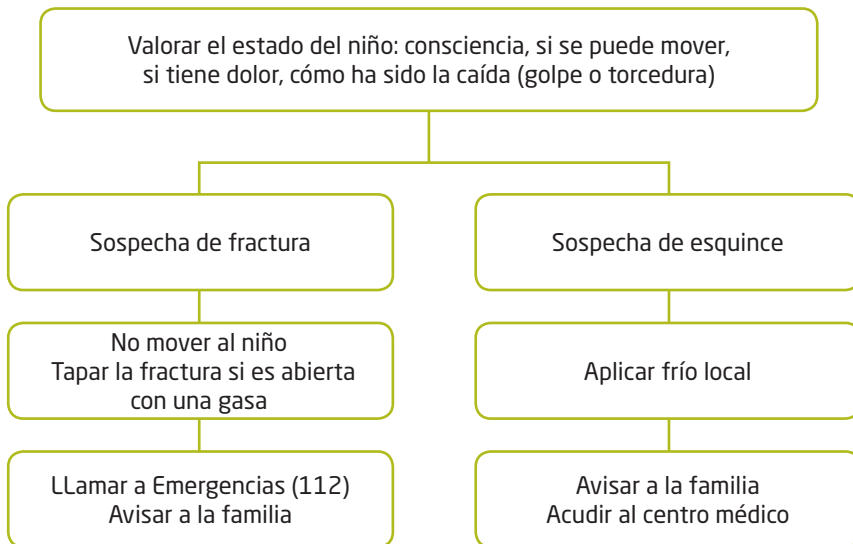 Valorar el estado del niño: consciencia, si se puede mover,
si tiene dolor, cómo ha sido la caída (golpe o torcedura)
Sospecha de fractura
No mover al niño
Tapar la fractura si es abierta
con una gasa
LLamar a Emergencias (112)
Avisar a la familia
Sospecha de esquince
Aplicar frío local
Avisar a la familia
Acudir al centro médico